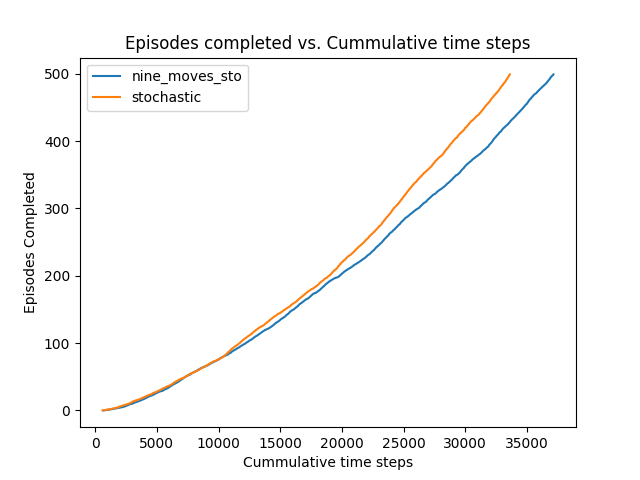 Episodes completed vs. Cummulative time steps
nine_moves_sto
stochastic
500
400
300
200
100
0
Episodes Completed
0 5000 10000 15000 20000 25000 30000 35000
Cummulative time steps